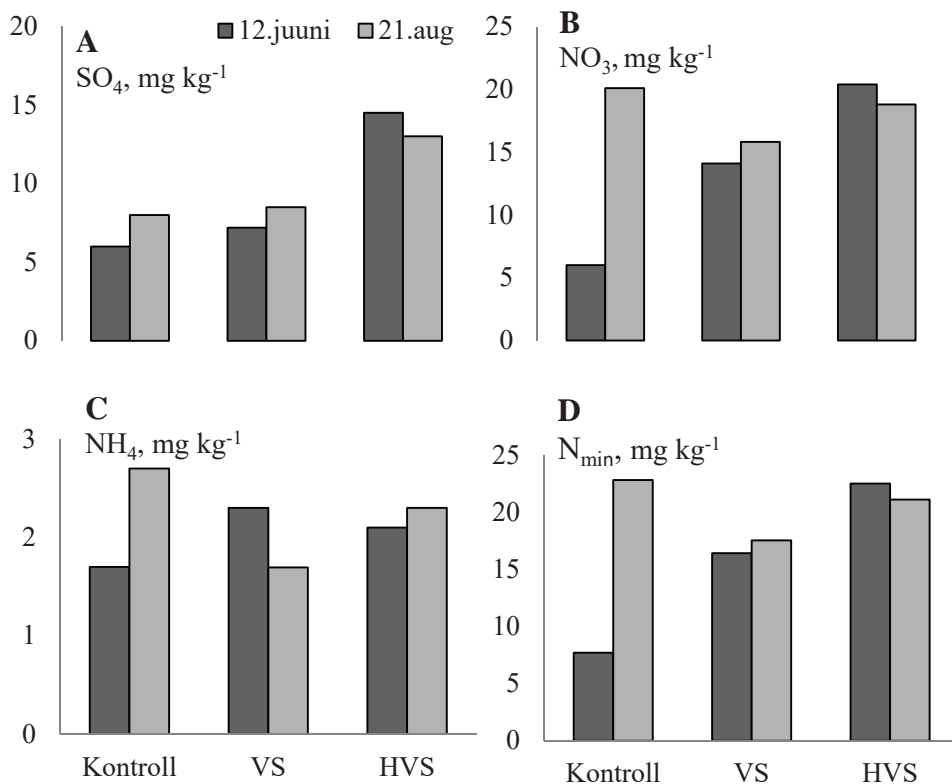 12.juuni 21.aug
A
SO₄, mg kg⁻¹
20
15
10
5
0
B
NO₃, mg kg⁻¹
25
20
15
10
5
0
C
NH₄, mg kg⁻¹
3
2
1
0
Kontroll VS HVS
D
Nₘᵢₙ, mg kg⁻¹
25
20
15
10
5
0
Kontroll VS HVS